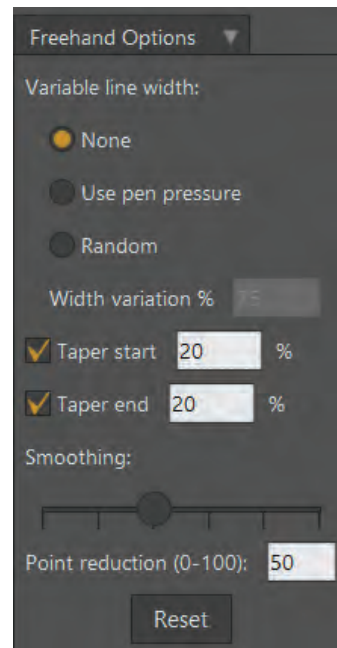 Freehand Options
Variable line width:
None
Use pen pressure
Random
Width variation % 75
Taper start 20 %
Taper end 20 %
Smoothing:
Point reduction (0-100): 50
Reset